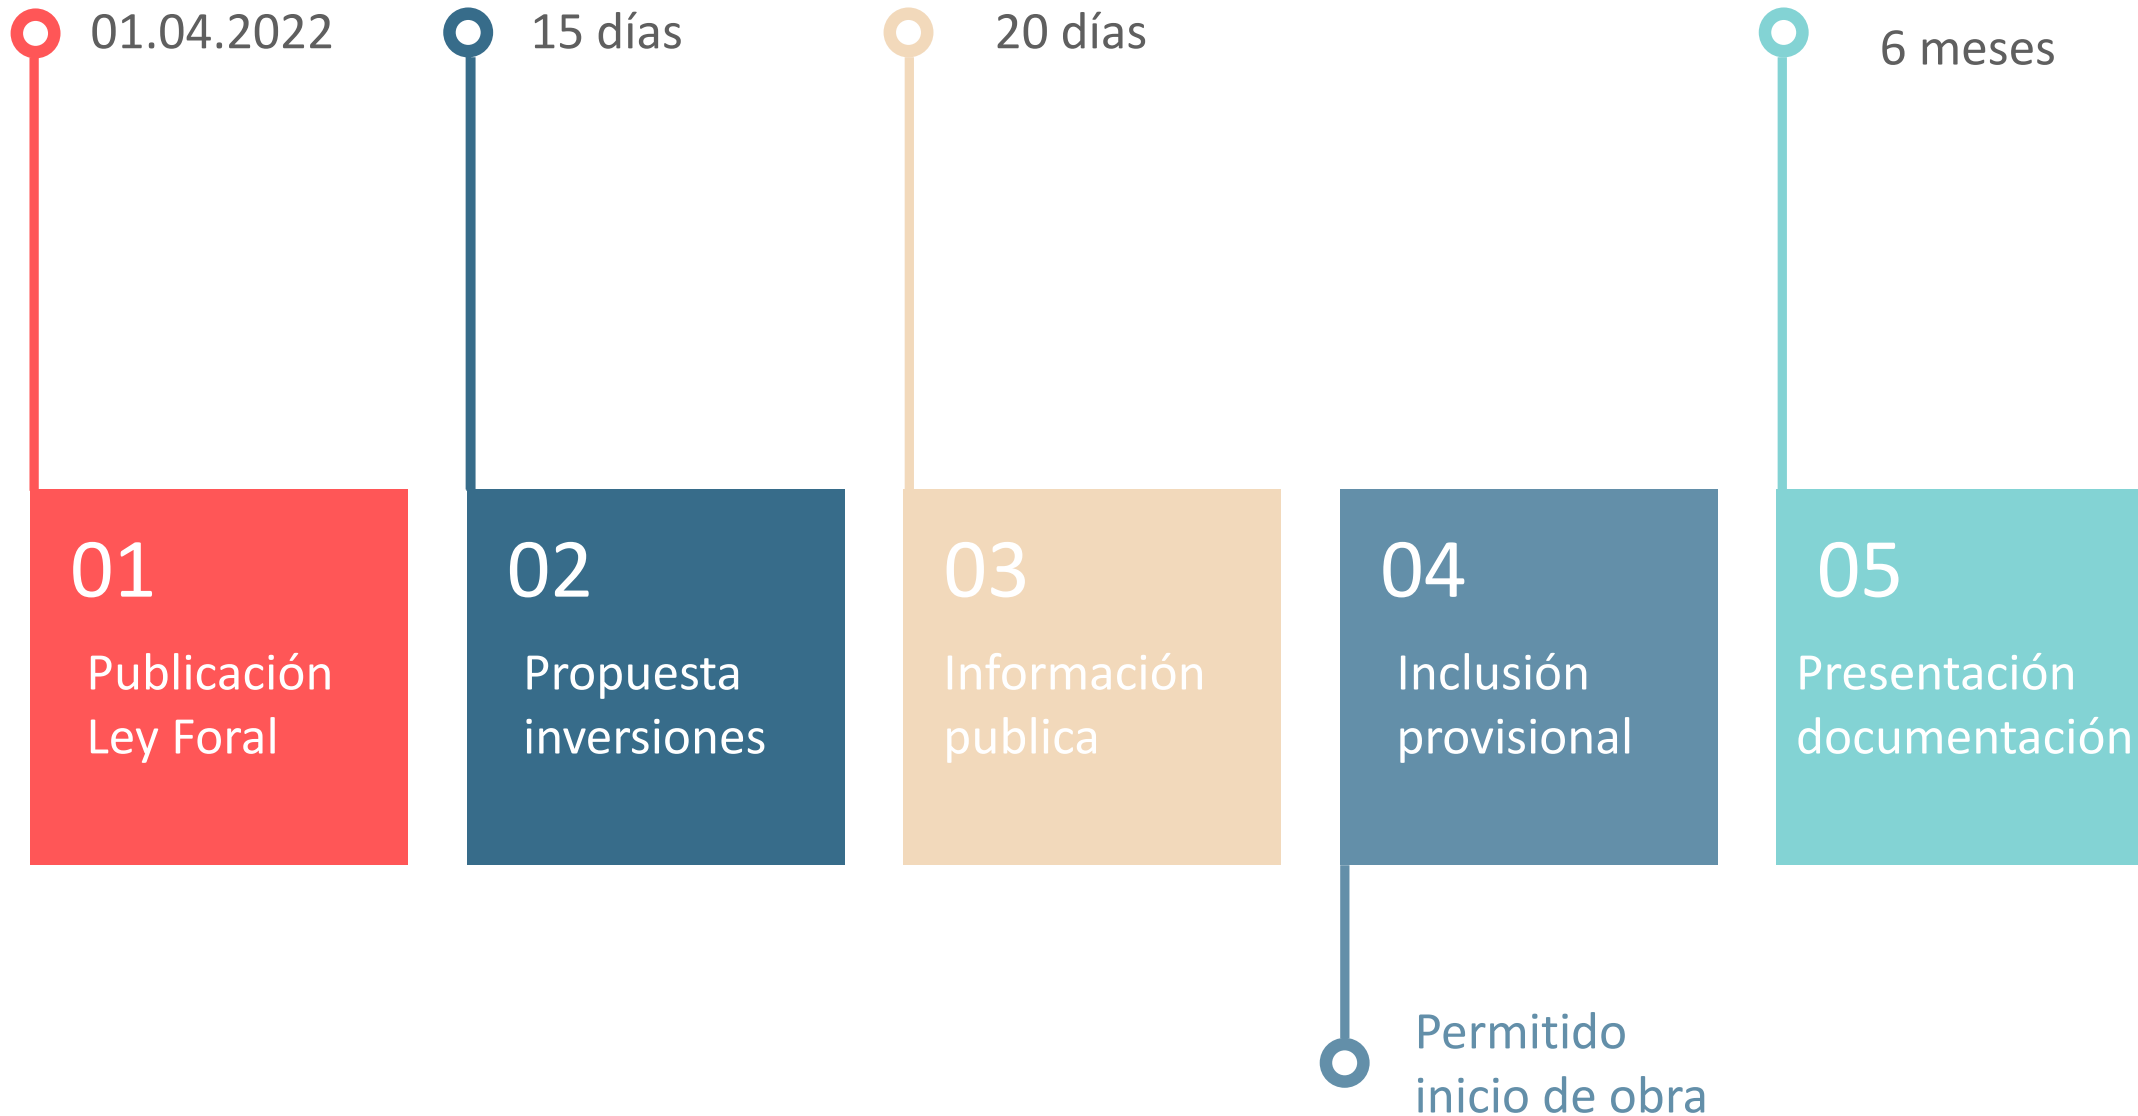 01.04.2022
15 días
20 días
6 meses
01
Publicación
Ley Foral
02
Propuesta
inversiones
03
Información
publica
04
Inclusión
provisional
05
Presentación
documentación
Permitido
inicio de obra